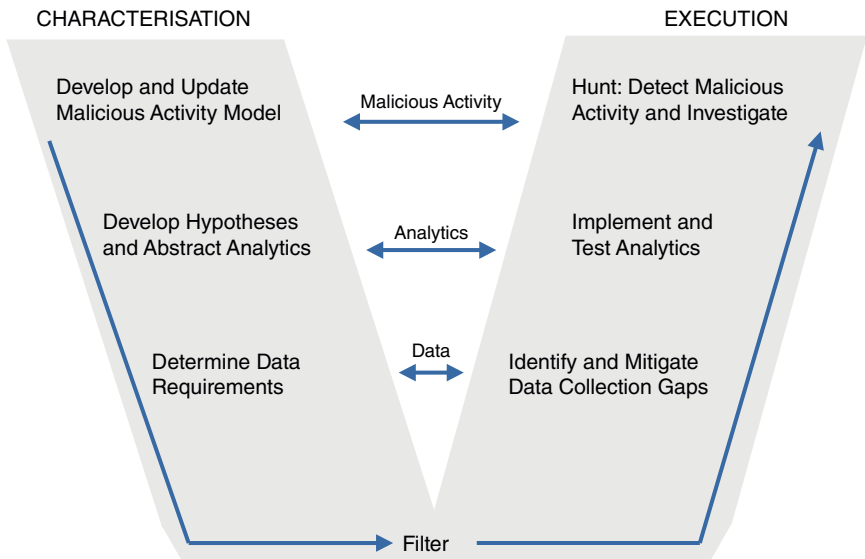 CHARACTERISATION
EXECUTION
Develop and Update
Malicious Activity Model
Malicious Activity
Hunt: Detect Malicious
Activity and Investigate
Develop Hypotheses
and Abstract Analytics
Analytics
Implement and
Test Analytics
Determine Data
Requirements
Data
Identify and Mitigate
Data Collection Gaps
Filter